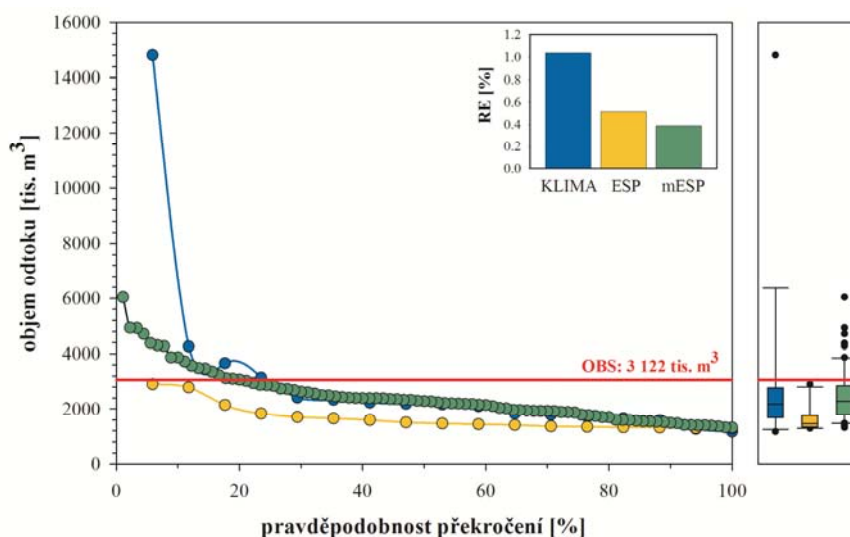 objem odtoku [tis. m³]
16000
14000
12000
10000
8000
6000
4000
2000
0
RE [%]
1.2
1.0
0.8
0.6
0.4
0.2
0.0
KLIMA ESP mESP
OBS: 3 122 tis. m³
0 20 40 60 80 100
pravděpodobnost překročení [%]